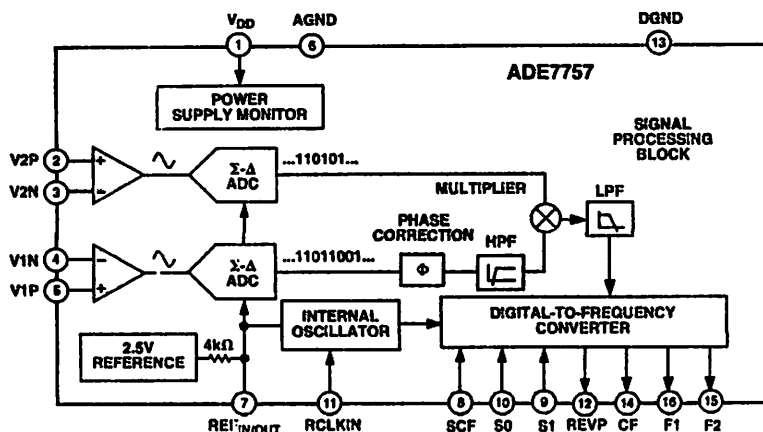 VDD
AGND
DGND
1
6
13
ADE7757
POWER
SUPPLY MONITOR
SIGNAL
PROCESSING
BLOCK
V2P 2
+
Σ-Δ
ADC
...110101...
V2N 3
–
MULTIPLIER
LPF
PHASE
CORRECTION
HPF
V1N 4
–
Σ-Δ
ADC
...11011001...
Φ
V1P 5
+
INTERNAL
OSCILLATOR
DIGITAL-TO-FREQUENCY
CONVERTER
2.5V
REFERENCE
4kΩ
7
11
8
10
9
12
14
16
15
REFIN/OUT
RCLKIN
SCF
S0
S1
REVP
CF
F1
F2